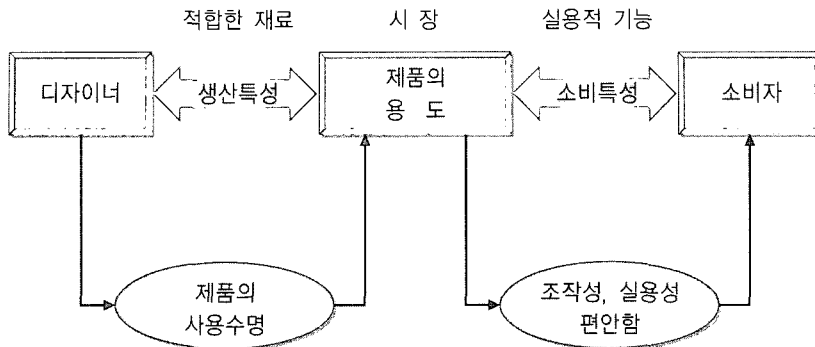 적합한 재료 시 장 실용적 기능
디자이너 생산특성 제품의 용 도 소비특성 소비자
제품의
사용수명
조작성, 실용성
편안함